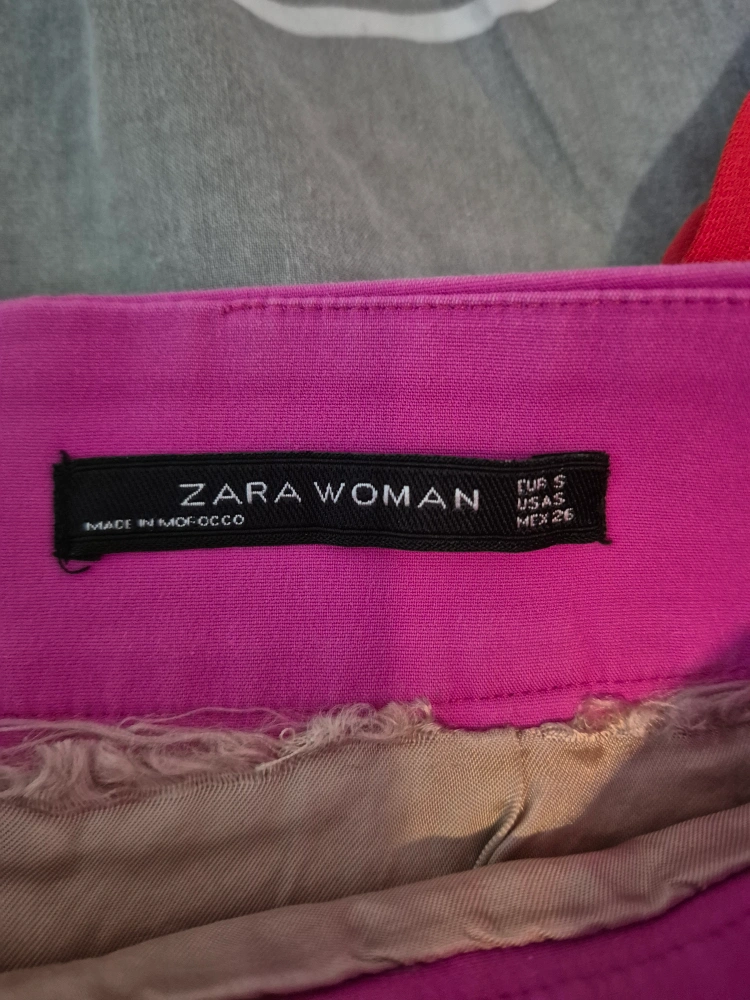 ZARA WOMAN
MADE IN MOROCCO
EUR S
USA S
MEX 26